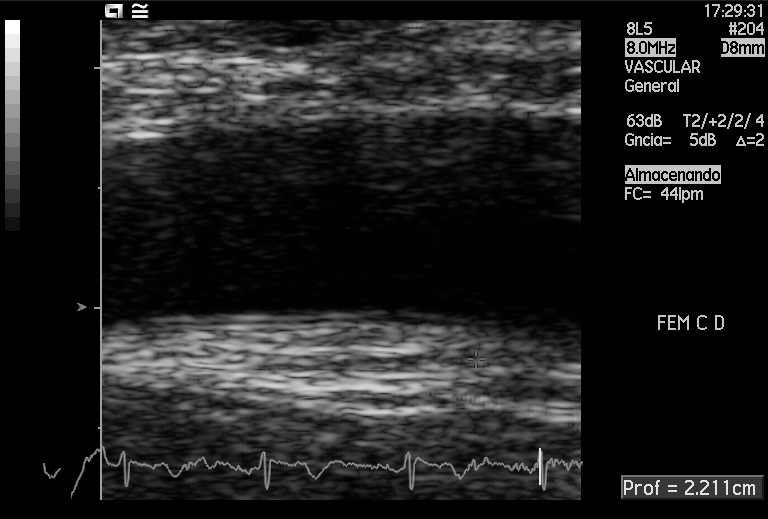 17:29:31
8L5 #204
8.0MHz 08mm
VASCULAR
General
63dB T2/+2/2/4
Gncia= 5dB Δ=2
Almacenando
FC= 44lpm
FEM C D
Prof = 2.211cm